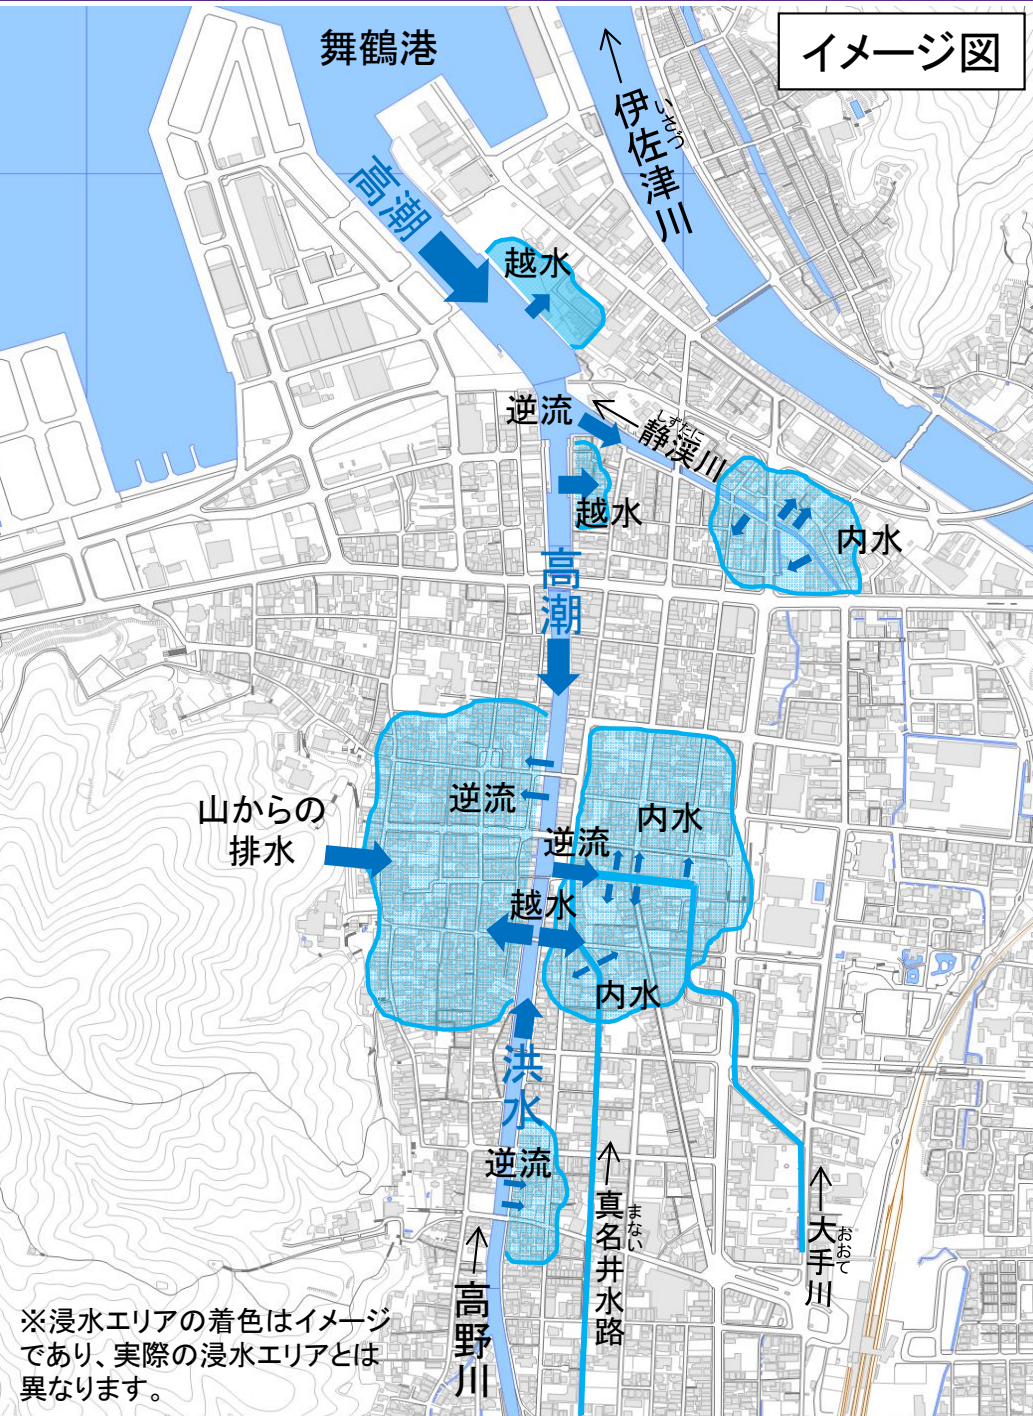 イメージ図
舞鶴港
伊佐津川
いさづ
高潮
越水
逆流
静渓川
しずたに
越水
内水
高潮
逆流
山からの
排水
内水
逆流
越水
内水
洪水
逆流
真名井水路
まない
大手川
おおて
高野川
※浸水エリアの着色はイメージ
であり、実際の浸水エリアとは
異なります。